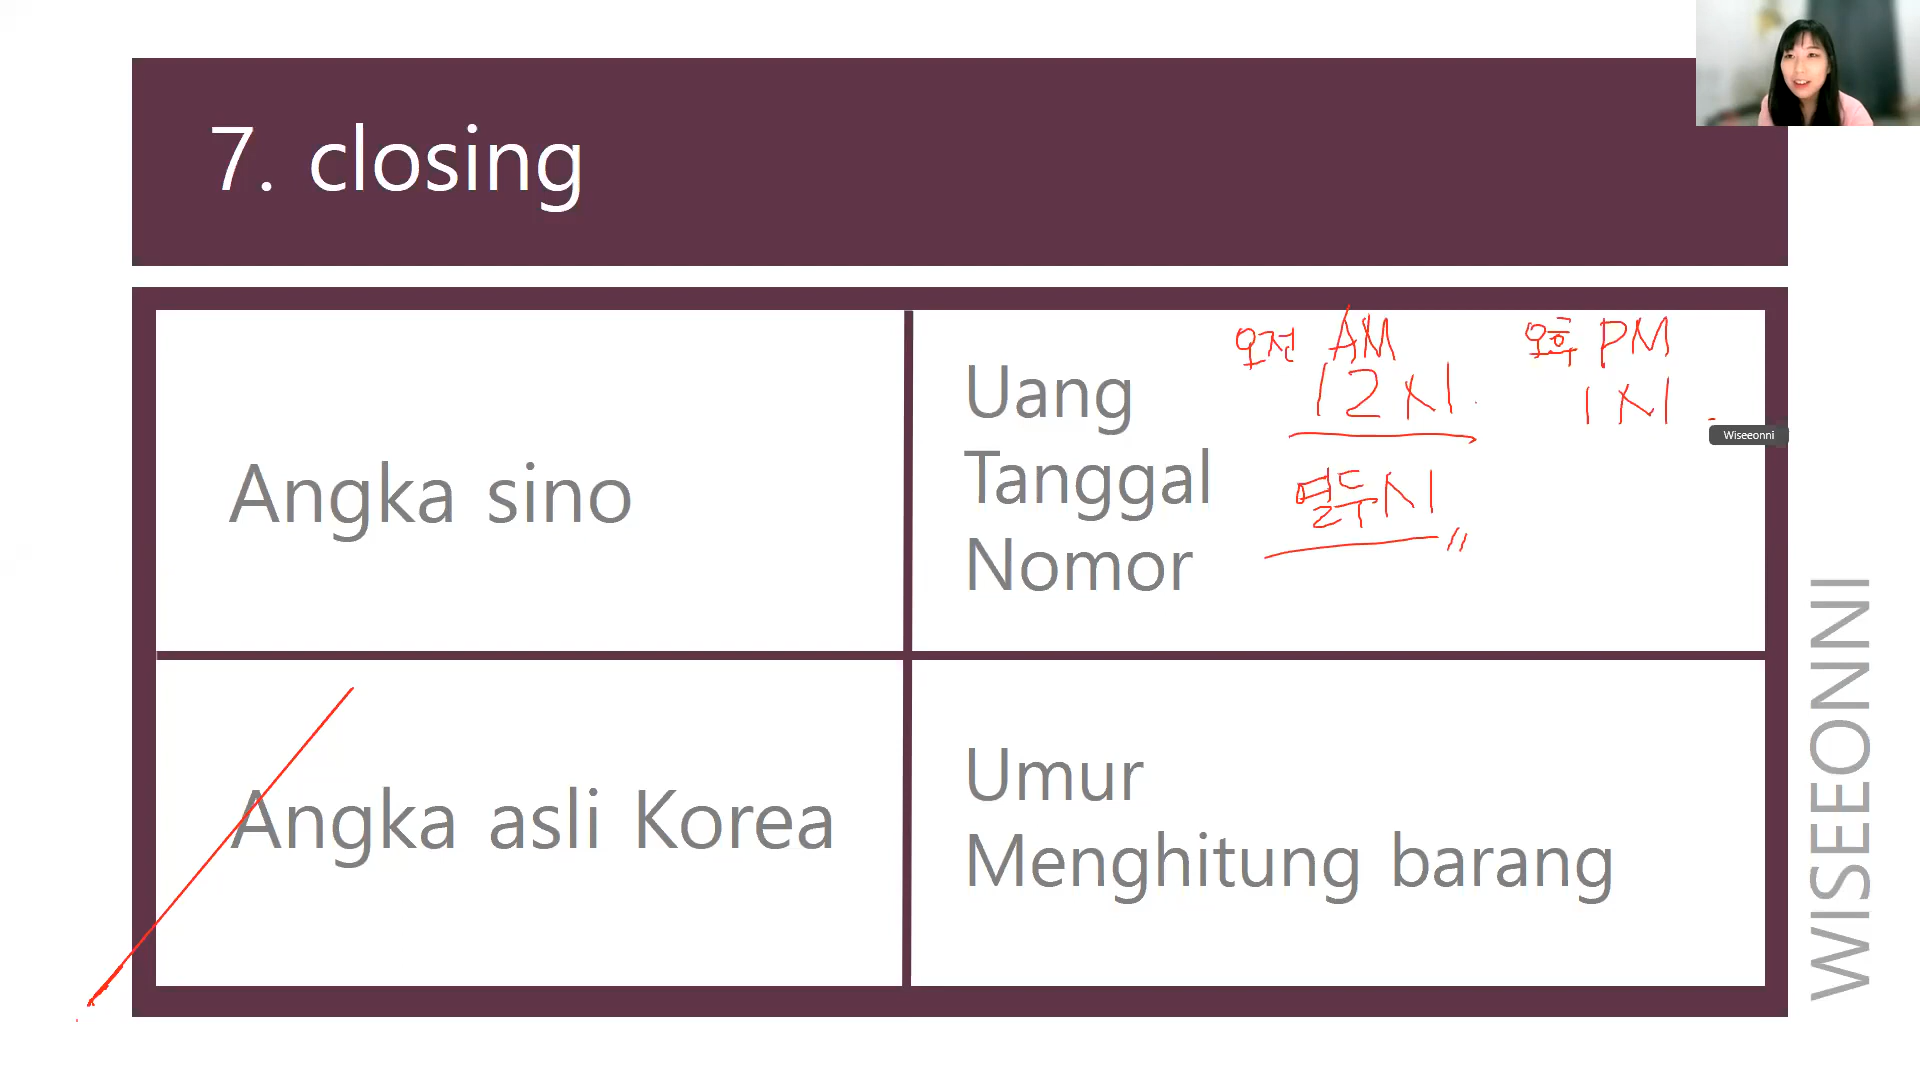 7. closing
Angka sino
Uang
Tanggal
Nomor
오전 AM
12시
열두시
오후 PM
1시
Wiseeonni
Angka asli Korea
Umur
Menghitung barang
WISEEONNI